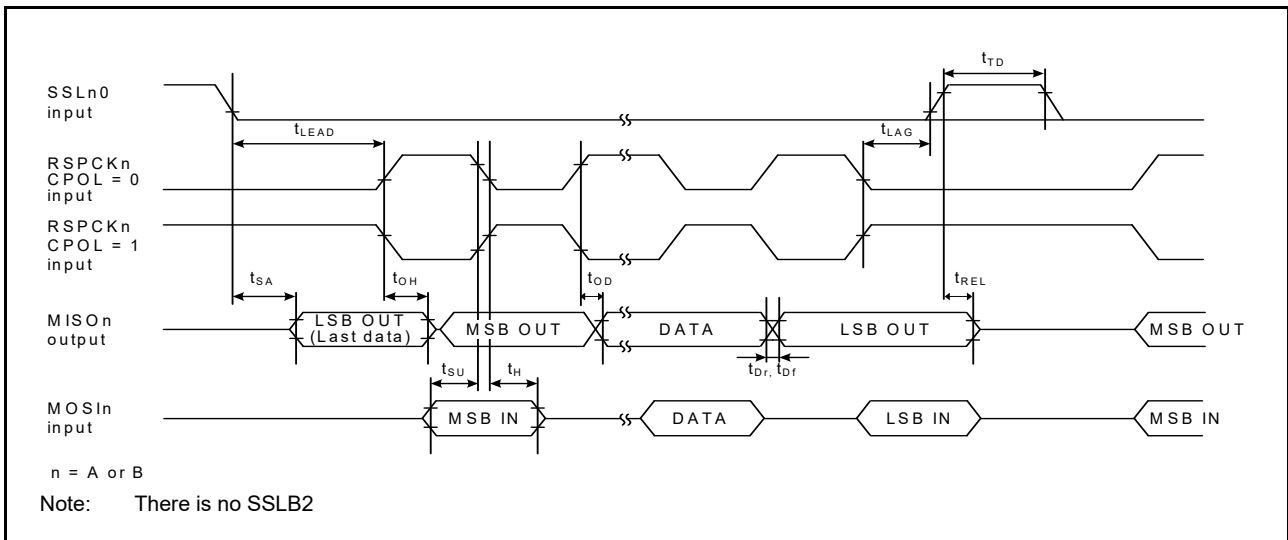 SSLn0
input
tTD
tLEAD
tLAG
RSPCKn
CPOL = 0
input
RSPCKn
CPOL = 1
input
tSA
tOH
tOD
tREL
MISOn
output
LSB OUT
(Last data)
MSB OUT
DATA
LSB OUT
MSB OUT
tSU
tH
tDr, tDf
MOSIn
input
MSB IN
DATA
LSB IN
MSB IN
n = A or B
Note: There is no SSLB2